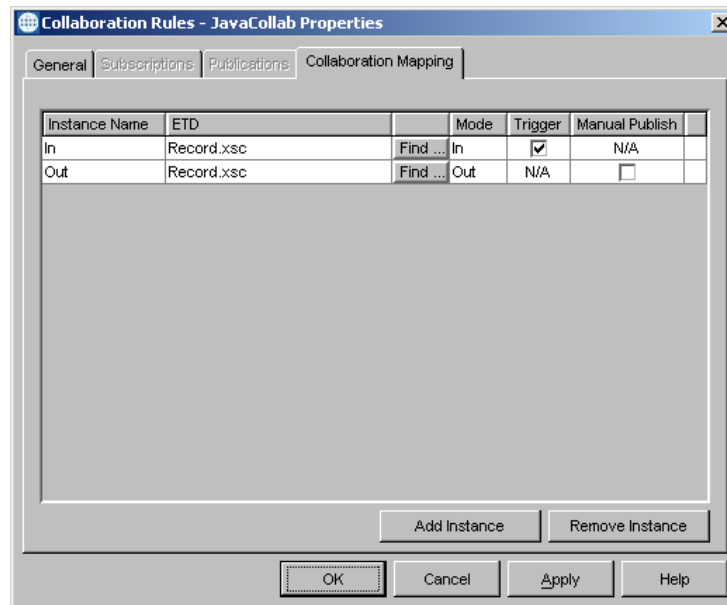 Collaboration Rules - JavaCollab Properties
General Subscriptions Publications Collaboration Mapping
Instance Name ETD Mode Trigger Manual Publish
In Record.xsc Find ... In N/A
Out Record.xsc Find ... Out N/A
Add Instance Remove Instance
OK Cancel Apply Help